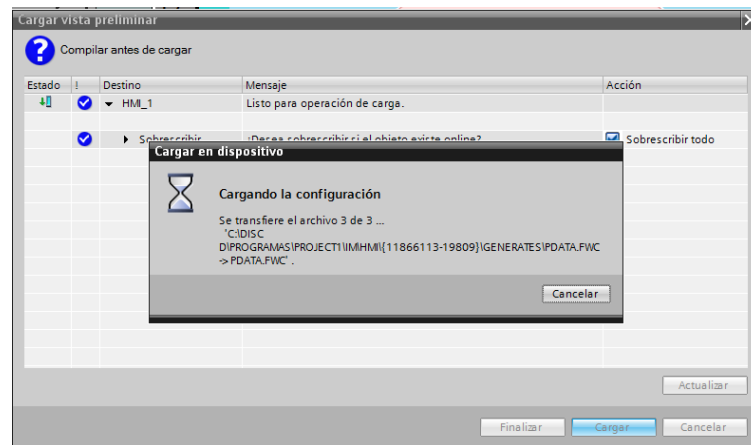 Cargar vista preliminar
Compilar antes de cargar
Estado ! Destino Mensaje Acción
HMI_1 Listo para operación de carga.
Sobrescribir ¿Desea sobrescribir si el objeto existe online? Sobrescribir todo
Cargar en dispositivo
Cargando la configuración
Se transfiere el archivo 3 de 3 ...
'C:\DISC
D\PROGRAMAS\PROJECT1\IM\HMI\{11866113-19809}\GENERATES\PDATA.FWC
-> PDATA.FWC' .
Cancelar
Actualizar
Finalizar Cargar Cancelar